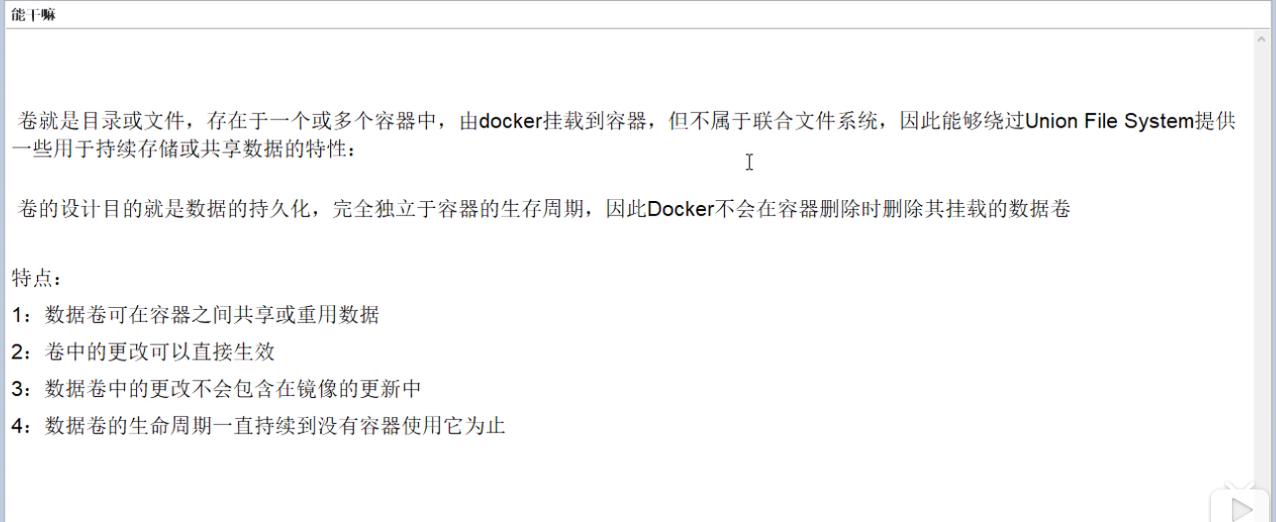 能干嘛
卷就是目录或文件，存在于一个或多个容器中，由docker挂载到容器，但不属于联合文件系统，因此能够绕过Union File System提供
一些用于持续存储或共享数据的特性：
卷的设计目的就是数据的持久化，完全独立于容器的生存周期，因此Docker不会在容器删除时删除其挂载的数据卷
特点：
1：数据卷可在容器之间共享或重用数据
2：卷中的更改可以直接生效
3：数据卷中的更改不会包含在镜像的更新中
4：数据卷的生命周期一直持续到没有容器使用它为止